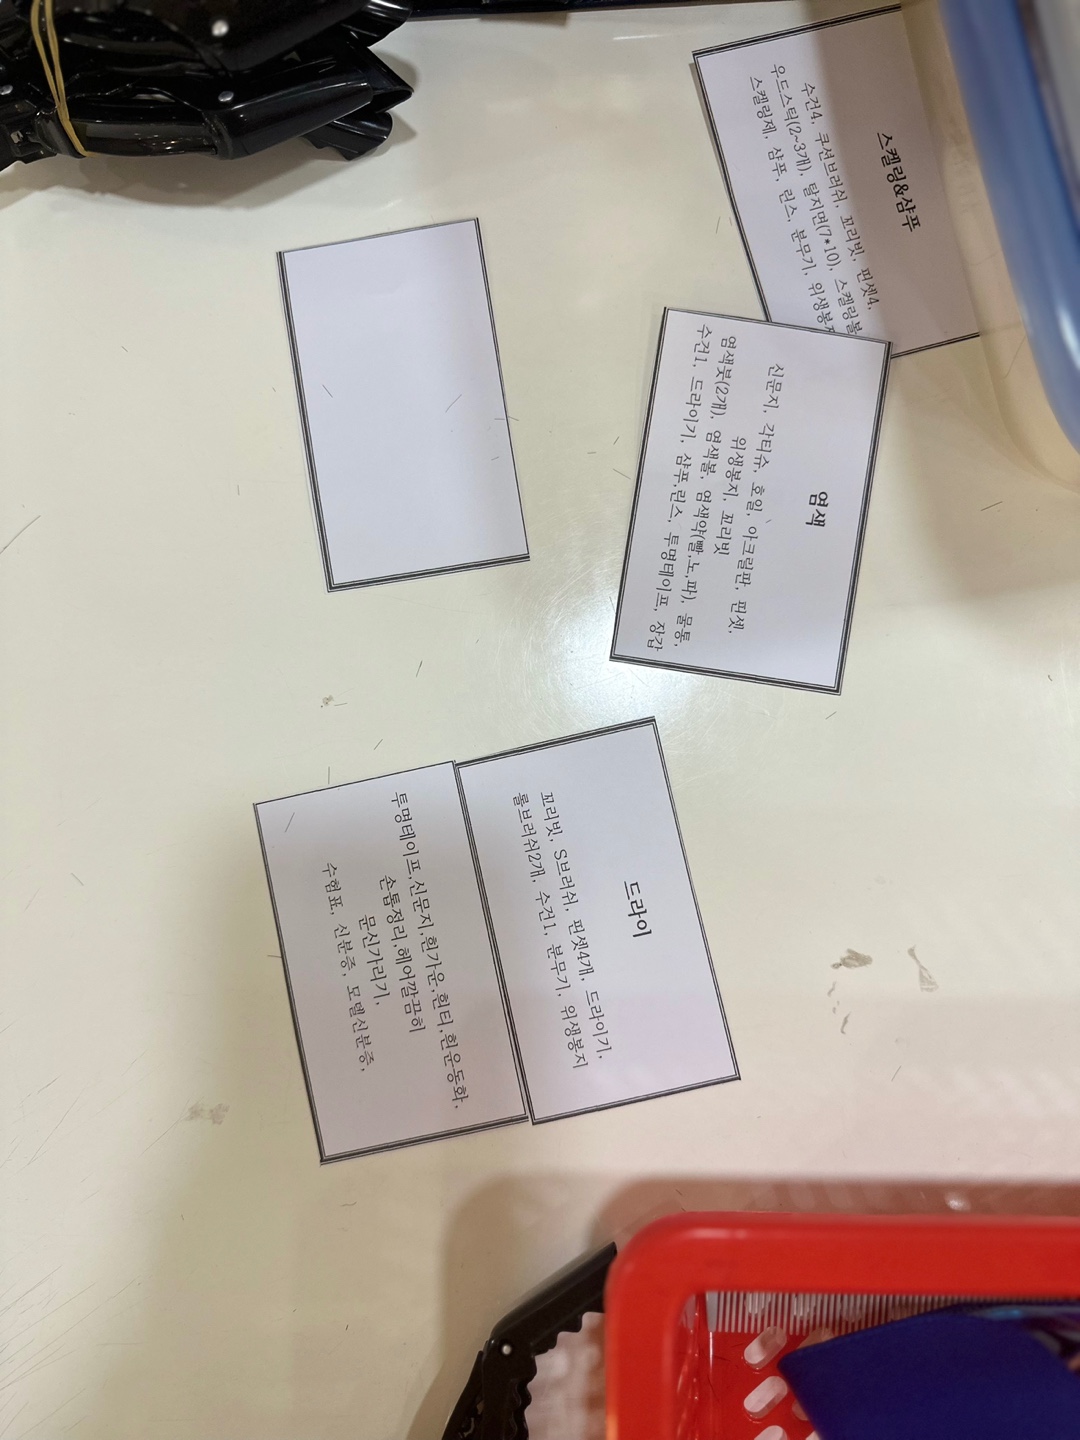 스켈링&샴푸
수건4, 쿠션브러쉬, 꼬리빗, 핀셋4,
우드스틱(2~3개), 탈지면(7*10), 스켈링볼
스켈링제, 샴푸, 린스, 분무기, 위생봉지
염색
신문지, 각티슈, 호일, 아크릴판, 핀셋,
위생봉지, 꼬리빗
염색붓(2개), 염색볼, 염색약(빨,노,파), 물통,
수건1, 드라이기, 샴푸,린스, 투명테이프, 장갑
드라이
꼬리빗, S브러쉬, 핀셋4개, 드라이기,
롤브러쉬2개, 수건1, 분무기, 위생봉지
투명테이프,신문지,흰가운,흰티,흰운동화,
손톱정리,헤어깔끔히
문신가리기,
수험표, 신분증, 모델신분증,